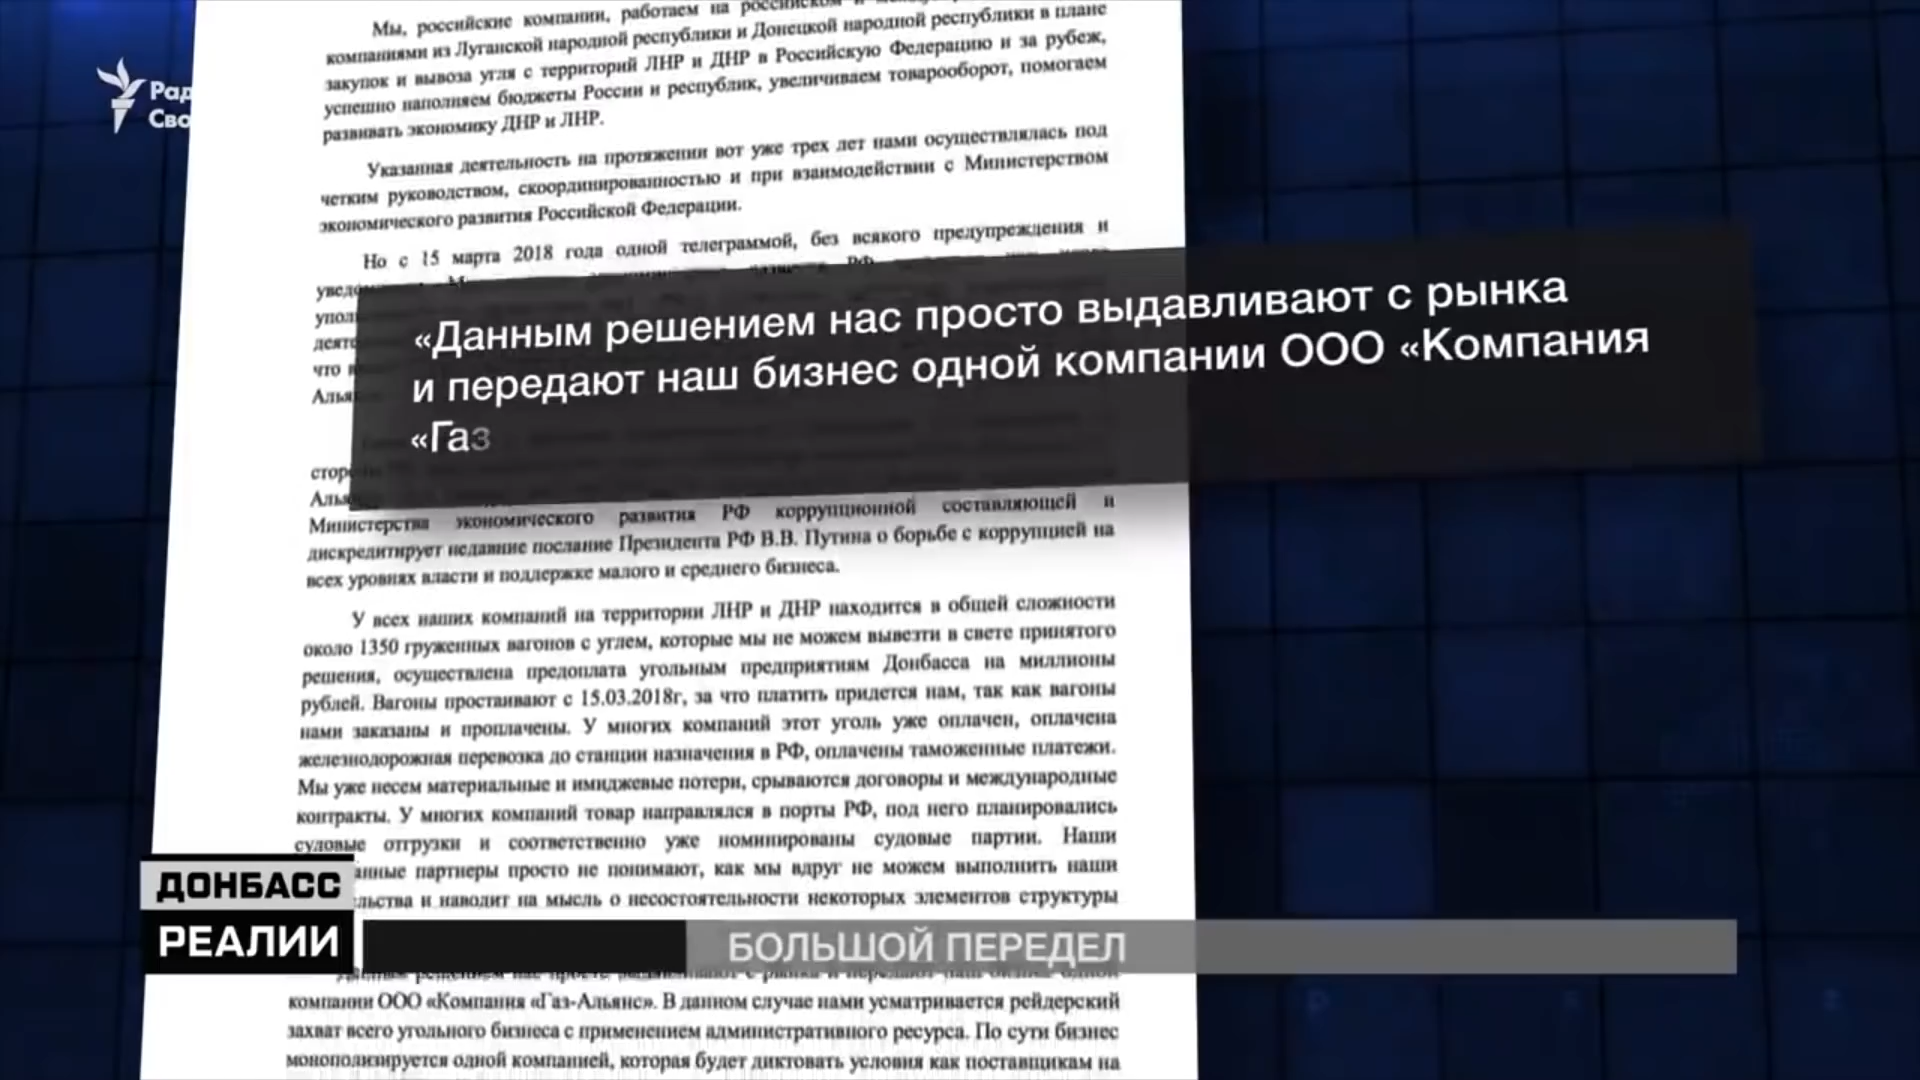 Мы, российские компании, работаем на российском и
компаниями из Луганской народной республики и Донецкой народной республики в плане
закупок и вывоза угля с территорий ЛНР и ДНР в Российскую Федерацию и за рубеж,
успешно наполняем бюджеты России и республик, увеличиваем товарооборот, помогаем
развивать экономику ДНР и ЛНР.
Рад
Сво
Указанная деятельность на протяжении вот уже трех лет нами осуществлялась под
четким руководством, скоординированностью и при взаимодействии с Министерством
экономического развития Российской Федерации.
Но с 15 марта 2018 года одной телеграммой, без всякого предупреждения и
«Данным решением нас просто выдавливают с рынка
и передают наш бизнес одной компании ООО «Компания
«Газ
Министерства экономического развития РФ коррупционной составляющей и
дискредитирует недавние послание Президента РФ В.В. Путина о борьбе с коррупцией на
всех уровнях власти и поддержке малого и среднего бизнеса.
У всех наших компаний на территории ЛНР и ДНР находится в общей сложности
около 1350 груженных вагонов с углем, которые мы не можем вывезти в свете принятого
решения, осуществлена предоплата угольным предприятиям Донбасса на миллионы
рублей. Вагоны простаивают с 15.03.2018г, за что платить придется нам, так как вагоны
нами заказаны и проплачены. У многих компаний этот уголь уже оплачен, оплачена
железнодорожная перевозка до станции назначения в РФ, оплачены таможенные платежи.
Мы уже несем материальные и имиджевые потери, срываются договоры и международные
контракты. У многих компаний товар направлялся в порты РФ, под него планировались
судовые отгрузки и соответственно уже номинированы судовые партии. Наши
анные партнеры просто не понимают, как мы вдруг не можем выполнить наши
льства и наводит на мысль о несостоятельности некоторых элементов структуры
ДОНБАСС
РЕАЛИИ
БОЛЬШОЙ ПЕРЕДЕЛ
компании ООО «Компания «Газ-Альянс». В данном случае нами усматривается рейдерский
захват всего угольного бизнеса с применением административного ресурса. По сути бизнес
монополизируется одной компанией, которая будет диктовать условия как поставщикам на